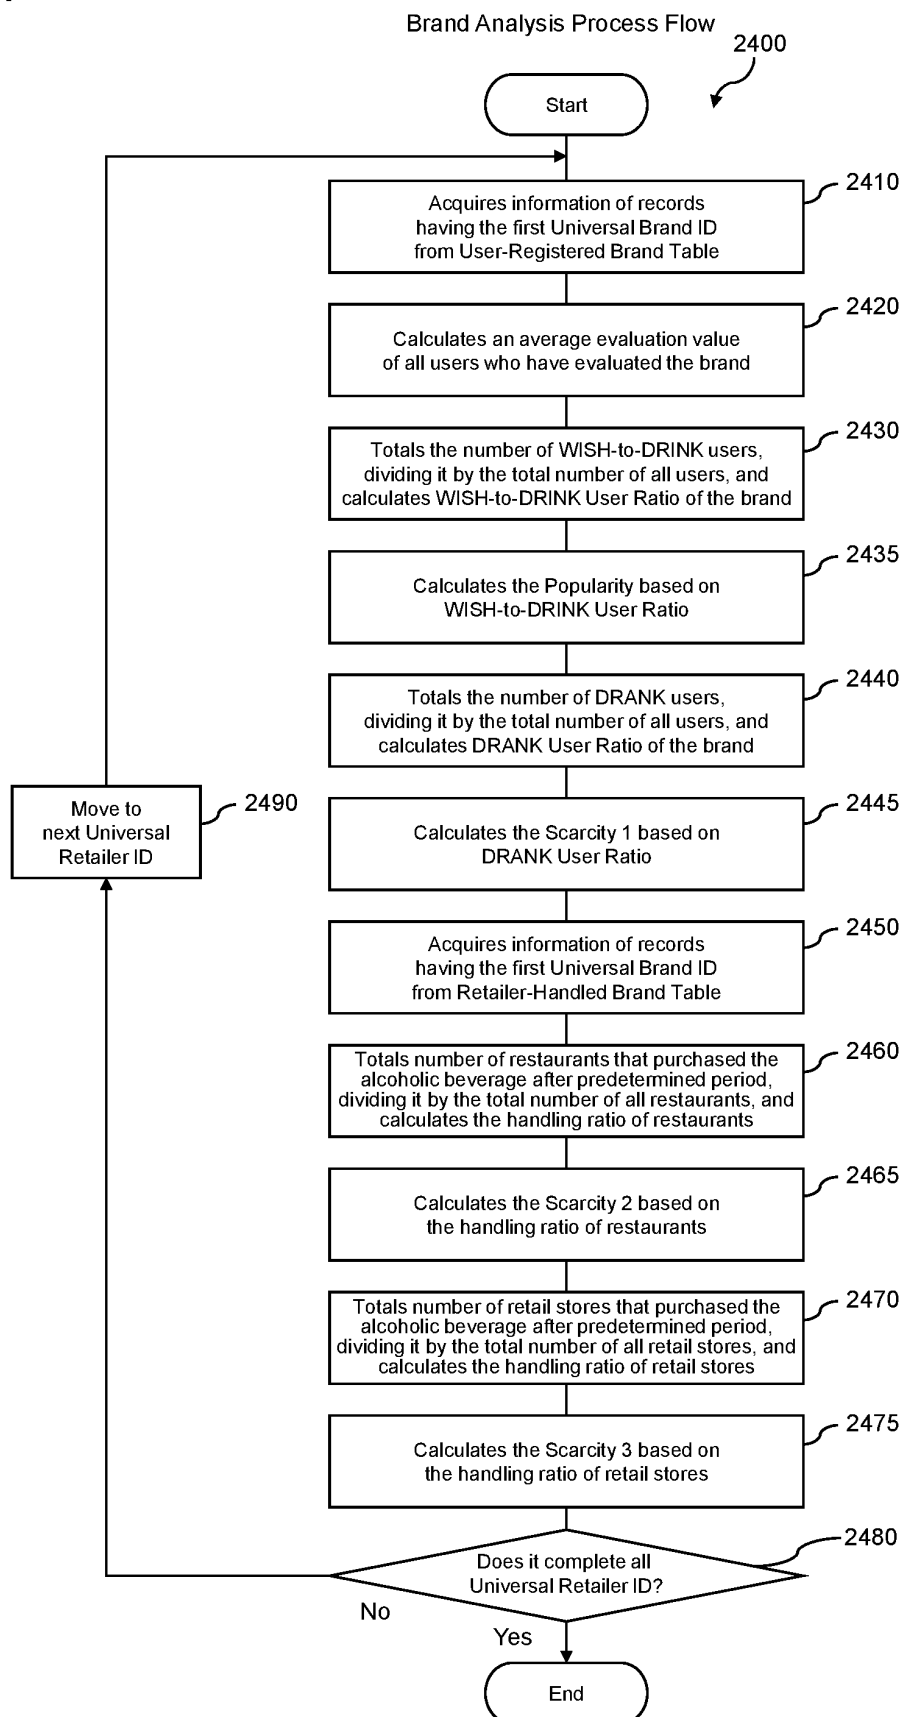 Brand Analysis Process Flow
2400
Start
2410
Acquires information of records
having the first Universal Brand ID
from User-Registered Brand Table
2420
Calculates an average evaluation value
of all users who have evaluated the brand
2430
Totals the number of WISH-to-DRINK users,
dividing it by the total number of all users, and
calculates WISH-to-DRINK User Ratio of the brand
2435
Calculates the Popularity based on
WISH-to-DRINK User Ratio
2440
Totals the number of DRANK users,
dividing it by the total number of all users, and
calculates DRANK User Ratio of the brand
Move to
next Universal
Retailer ID
2490
2445
Calculates the Scarcity 1 based on
DRANK User Ratio
2450
Acquires information of records
having the first Universal Brand ID
from Retailer-Handled Brand Table
2460
Totals number of restaurants that purchased the
alcoholic beverage after predetermined period,
dividing it by the total number of all restaurants, and
calculates the handling ratio of restaurants
2465
Calculates the Scarcity 2 based on
the handling ratio of restaurants
2470
Totals number of retail stores that purchased the
alcoholic beverage after predetermined period,
dividing it by the total number of all retail stores, and
calculates the handling ratio of retail stores
2475
Calculates the Scarcity 3 based on
the handling ratio of retail stores
2480
Does it complete all
Universal Retailer ID?
No
Yes
End